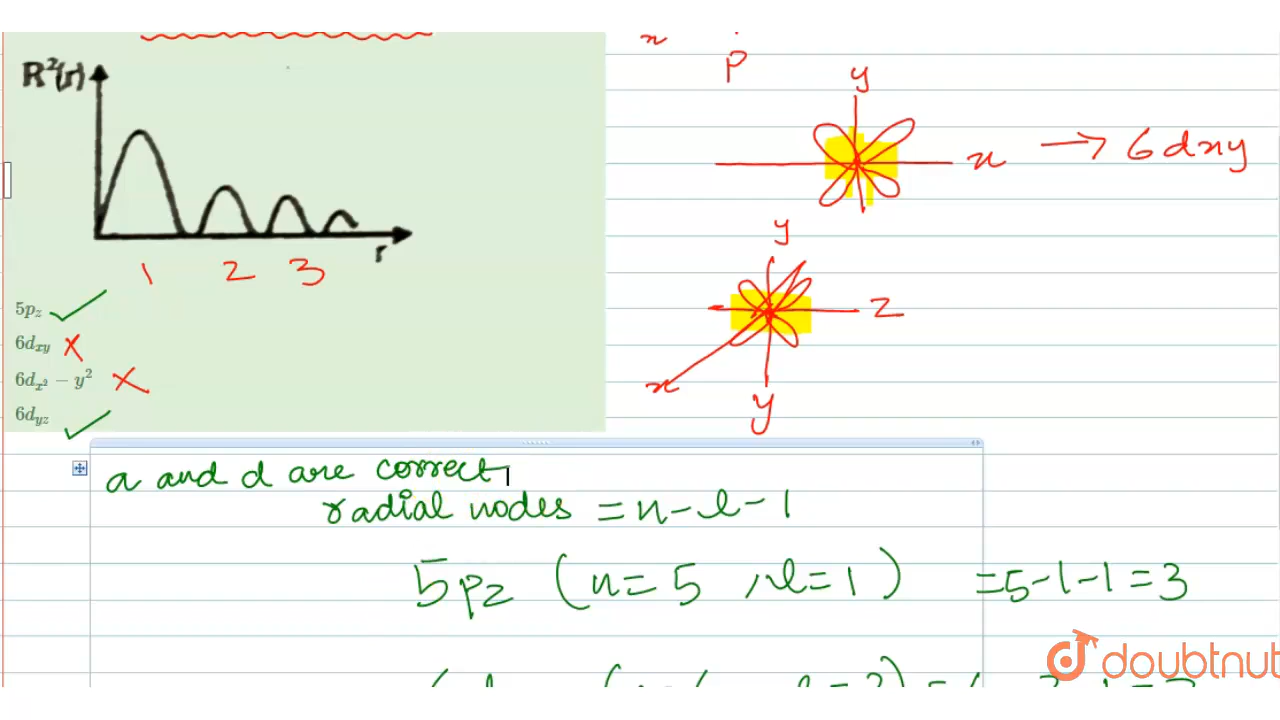 R²(r)
r
1 2 3
5p_z
6d_xy
6d_x² − y²
6d_yz
x
P
y
x → 6dxy
y
z
x
y
a and d are correct
radial nodes = n-l-1
5pz (n=5, l=1) =5-1-1=3
doubtnut